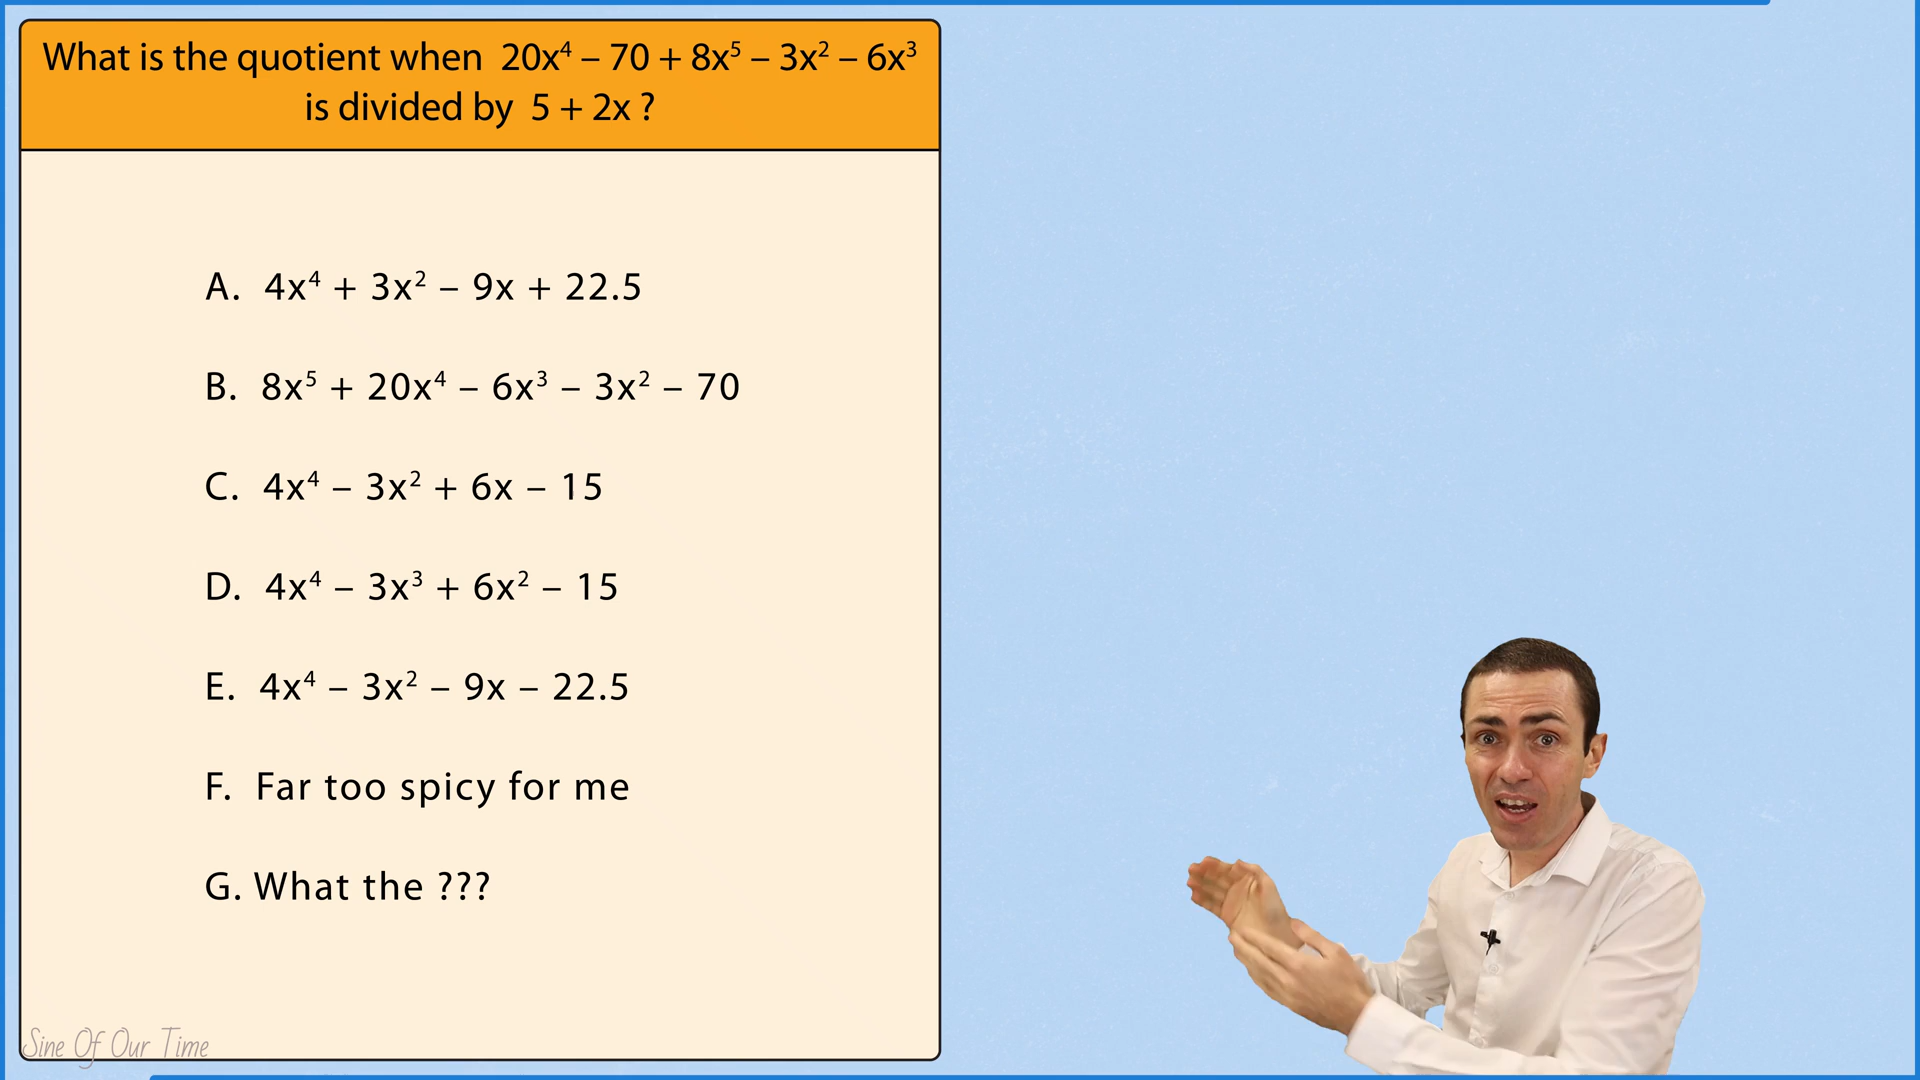 What is the quotient when 20x⁴ – 70 + 8x⁵ – 3x² – 6x³
is divided by 5 + 2x ?
A. 4x⁴ + 3x² – 9x + 22.5
B. 8x⁵ + 20x⁴ – 6x³ – 3x² – 70
C. 4x⁴ – 3x² + 6x – 15
D. 4x⁴ – 3x³ + 6x² – 15
E. 4x⁴ – 3x² – 9x – 22.5
F. Far too spicy for me
G. What the ???
Sine Of Our Time